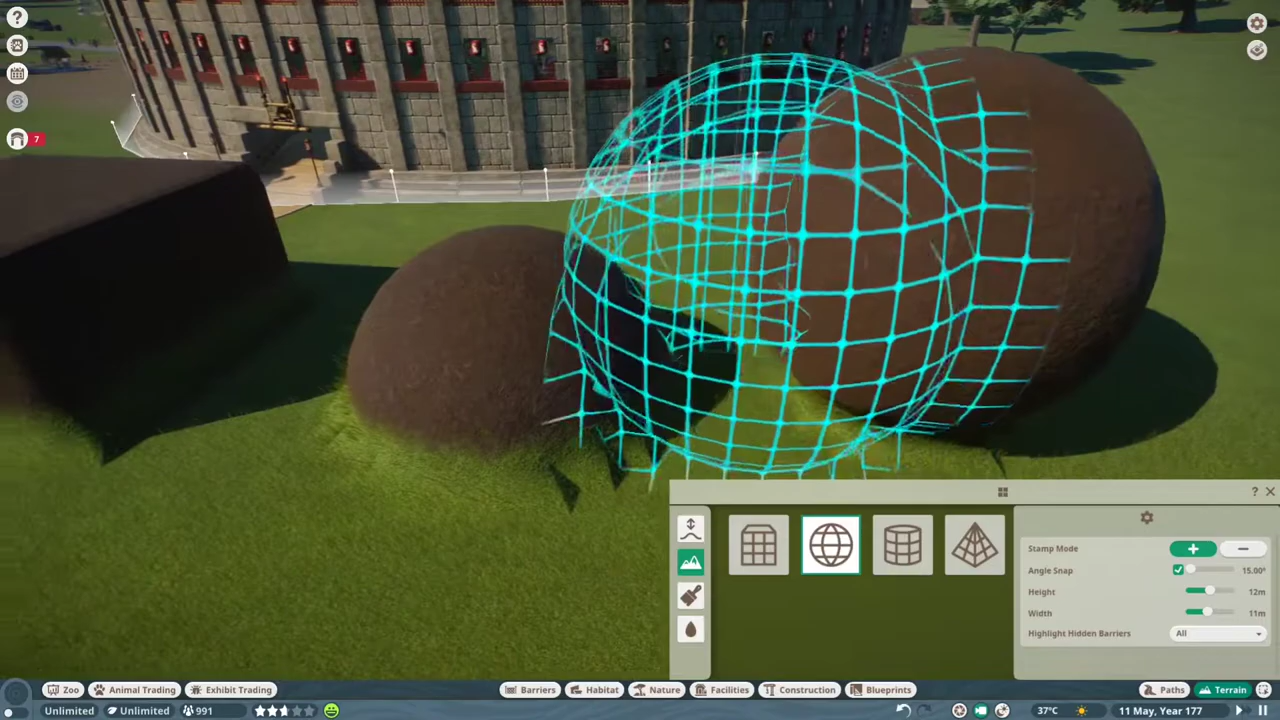 ?
7
? ×
Stamp Mode + −
Angle Snap 15.00°
Height 12m
Width 11m
Highlight Hidden Barriers All
Zoo Animal Trading Exhibit Trading Barriers Habitat Nature Facilities Construction Blueprints Paths Terrain
Unlimited Unlimited 991 37°C 11 May, Year 177